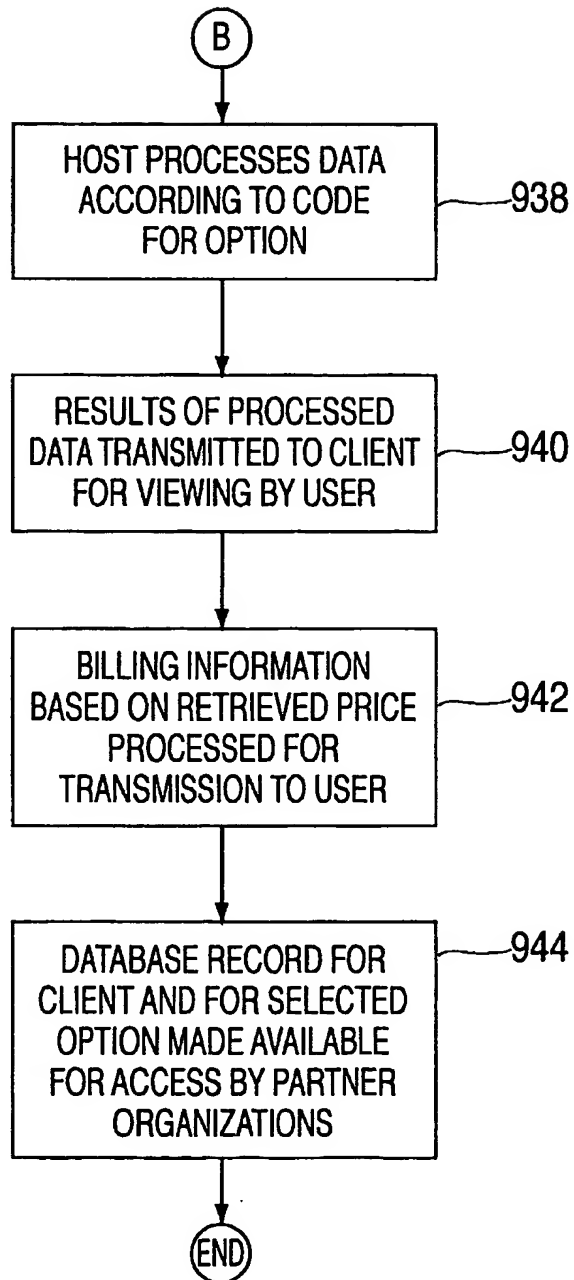 B
HOST PROCESSES DATA
ACCORDING TO CODE
FOR OPTION
938
RESULTS OF PROCESSED
DATA TRANSMITTED TO CLIENT
FOR VIEWING BY USER
940
BILLING INFORMATION
BASED ON RETRIEVED PRICE
PROCESSED FOR
TRANSMISSION TO USER
942
DATABASE RECORD FOR
CLIENT AND FOR SELECTED
OPTION MADE AVAILABLE
FOR ACCESS BY PARTNER
ORGANIZATIONS
944
END